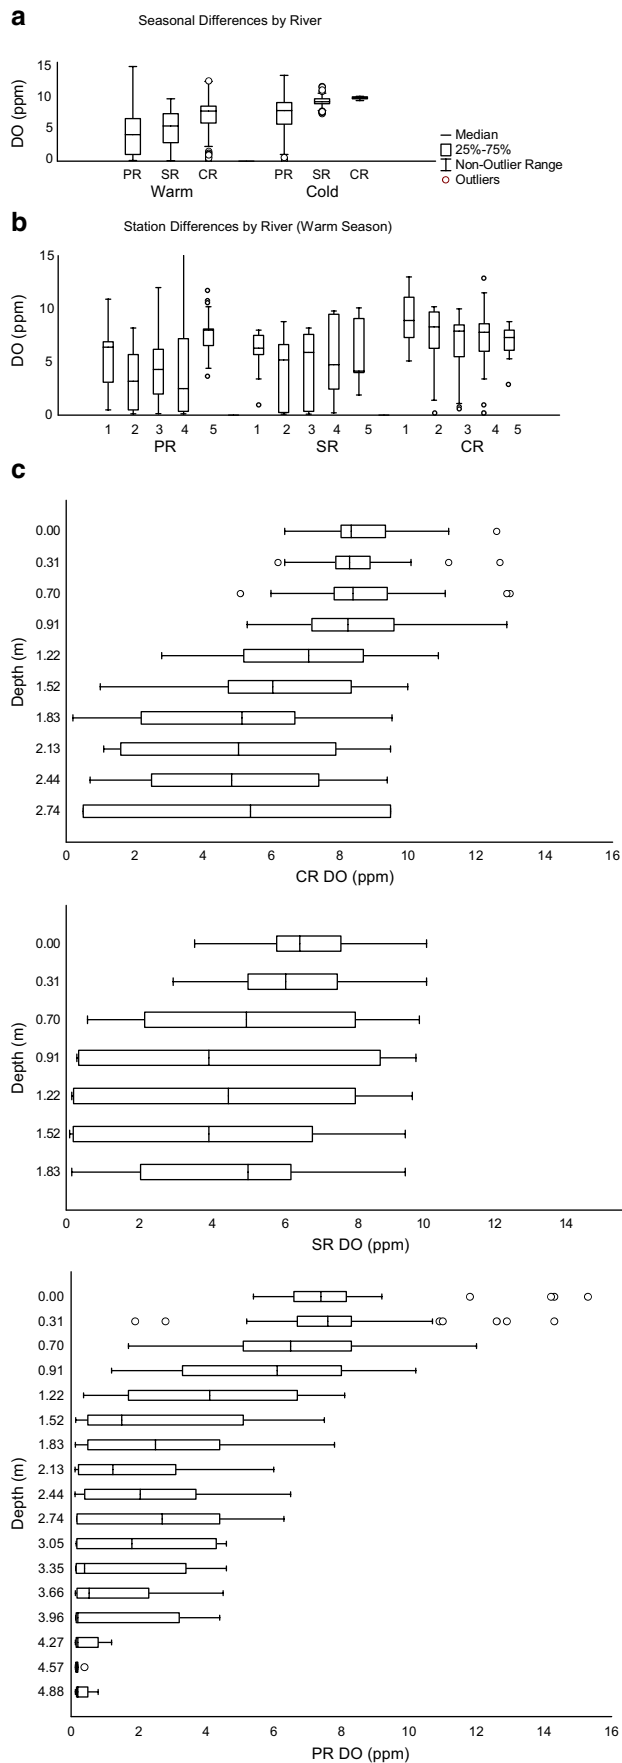 a
Seasonal Differences by River
15
10
5
0
DO (ppm)
PR SR CR PR SR CR
Warm Cold
Median
25%-75%
Non-Outlier Range
Outliers
b
Station Differences by River (Warm Season)
15
10
5
0
DO (ppm)
1 2 3 4 5 1 2 3 4 5 1 2 3 4 5
PR SR CR
c
0.00
0.31
0.70
0.91
1.22
1.52
1.83
2.13
2.44
2.74
Depth (m)
0 2 4 6 8 10 12 14 16
CR DO (ppm)
0.00
0.31
0.70
0.91
1.22
1.52
1.83
Depth (m)
0 2 4 6 8 10 12 14
SR DO (ppm)
0.00
0.31
0.70
0.91
1.22
1.52
1.83
2.13
2.44
2.74
3.05
3.35
3.66
3.96
4.27
4.57
4.88
Depth (m)
0 2 4 6 8 10 12 14 16
PR DO (ppm)